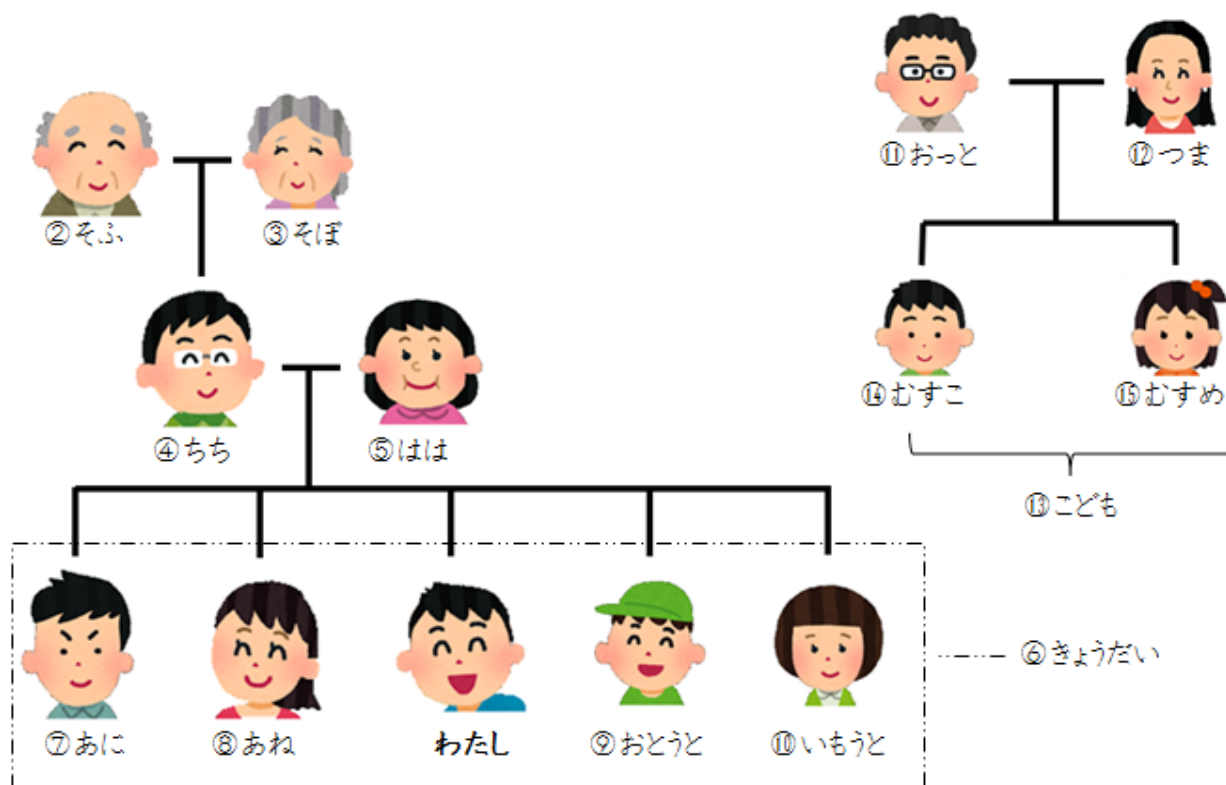 ②そふ
③そぼ
④ちち
⑤はは
⑦あに
⑧あね
わたし
⑨おとうと
⑩いもうと
⑥きょうだい
⑪おっと
⑫つま
⑭むすこ
⑮むすめ
⑬こども